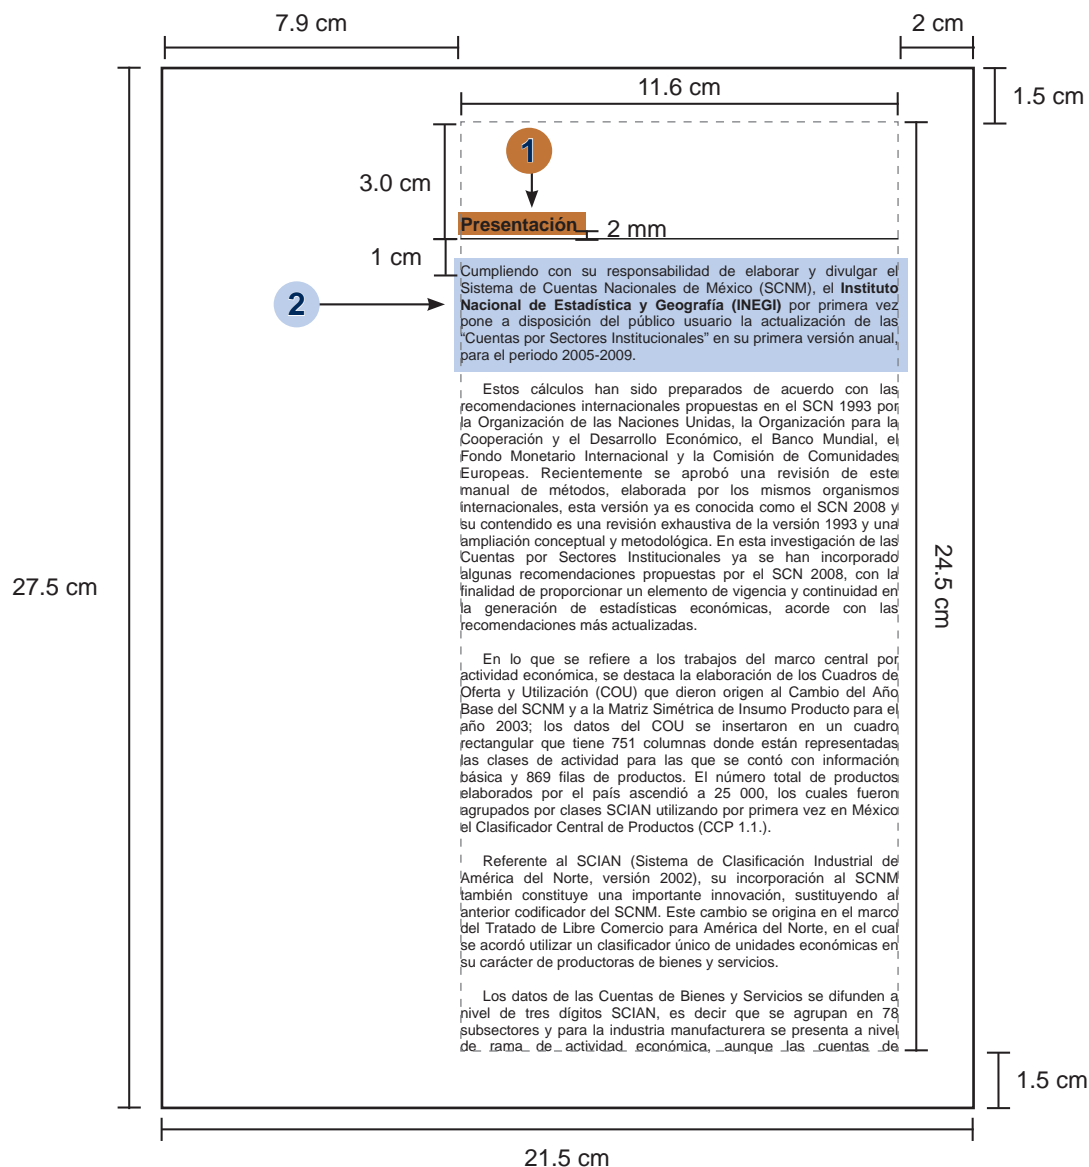 7.9 cm
2 cm
11.6 cm
1.5 cm
1
3.0 cm
Presentación
2 mm
1 cm
2
Cumpliendo con su responsabilidad de elaborar y divulgar el
Sistema de Cuentas Nacionales de México (SCNM), el Instituto
Nacional de Estadística y Geografía (INEGI) por primera vez
pone a disposición del público usuario la actualización de las
“Cuentas por Sectores Institucionales” en su primera versión anual,
para el periodo 2005-2009.
Estos cálculos han sido preparados de acuerdo con las
recomendaciones internacionales propuestas en el SCN 1993 por
la Organización de las Naciones Unidas, la Organización para la
Cooperación y el Desarrollo Económico, el Banco Mundial, el
Fondo Monetario Internacional y la Comisión de Comunidades
Europeas. Recientemente se aprobó una revisión de este
manual de métodos, elaborada por los mismos organismos
internacionales, esta versión ya es conocida como el SCN 2008 y
su contendido es una revisión exhaustiva de la versión 1993 y una
ampliación conceptual y metodológica. En esta investigación de las
Cuentas por Sectores Institucionales ya se han incorporado
algunas recomendaciones propuestas por el SCN 2008, con la
finalidad de proporcionar un elemento de vigencia y continuidad en
la generación de estadísticas económicas, acorde con las
recomendaciones más actualizadas.
27.5 cm
24.5 cm
En lo que se refiere a los trabajos del marco central por
actividad económica, se destaca la elaboración de los Cuadros de
Oferta y Utilización (COU) que dieron origen al Cambio del Año
Base del SCNM y a la Matriz Simétrica de Insumo Producto para el
año 2003; los datos del COU se insertaron en un cuadro
rectangular que tiene 751 columnas donde están representadas
las clases de actividad para las que se contó con información
básica y 869 filas de productos. El número total de productos
elaborados por el país ascendió a 25 000, los cuales fueron
agrupados por clases SCIAN utilizando por primera vez en México
el Clasificador Central de Productos (CCP 1.1.).
Referente al SCIAN (Sistema de Clasificación Industrial de
América del Norte, versión 2002), su incorporación al SCNM
también constituye una importante innovación, sustituyendo al
anterior codificador del SCNM. Este cambio se origina en el marco
del Tratado de Libre Comercio para América del Norte, en el cual
se acordó utilizar un clasificador único de unidades económicas en
su carácter de productoras de bienes y servicios.
Los datos de las Cuentas de Bienes y Servicios se difunden a
nivel de tres dígitos SCIAN, es decir que se agrupan en 78
subsectores y para la industria manufacturera se presenta a nivel
de rama de actividad económica, aunque las cuentas de
1.5 cm
21.5 cm